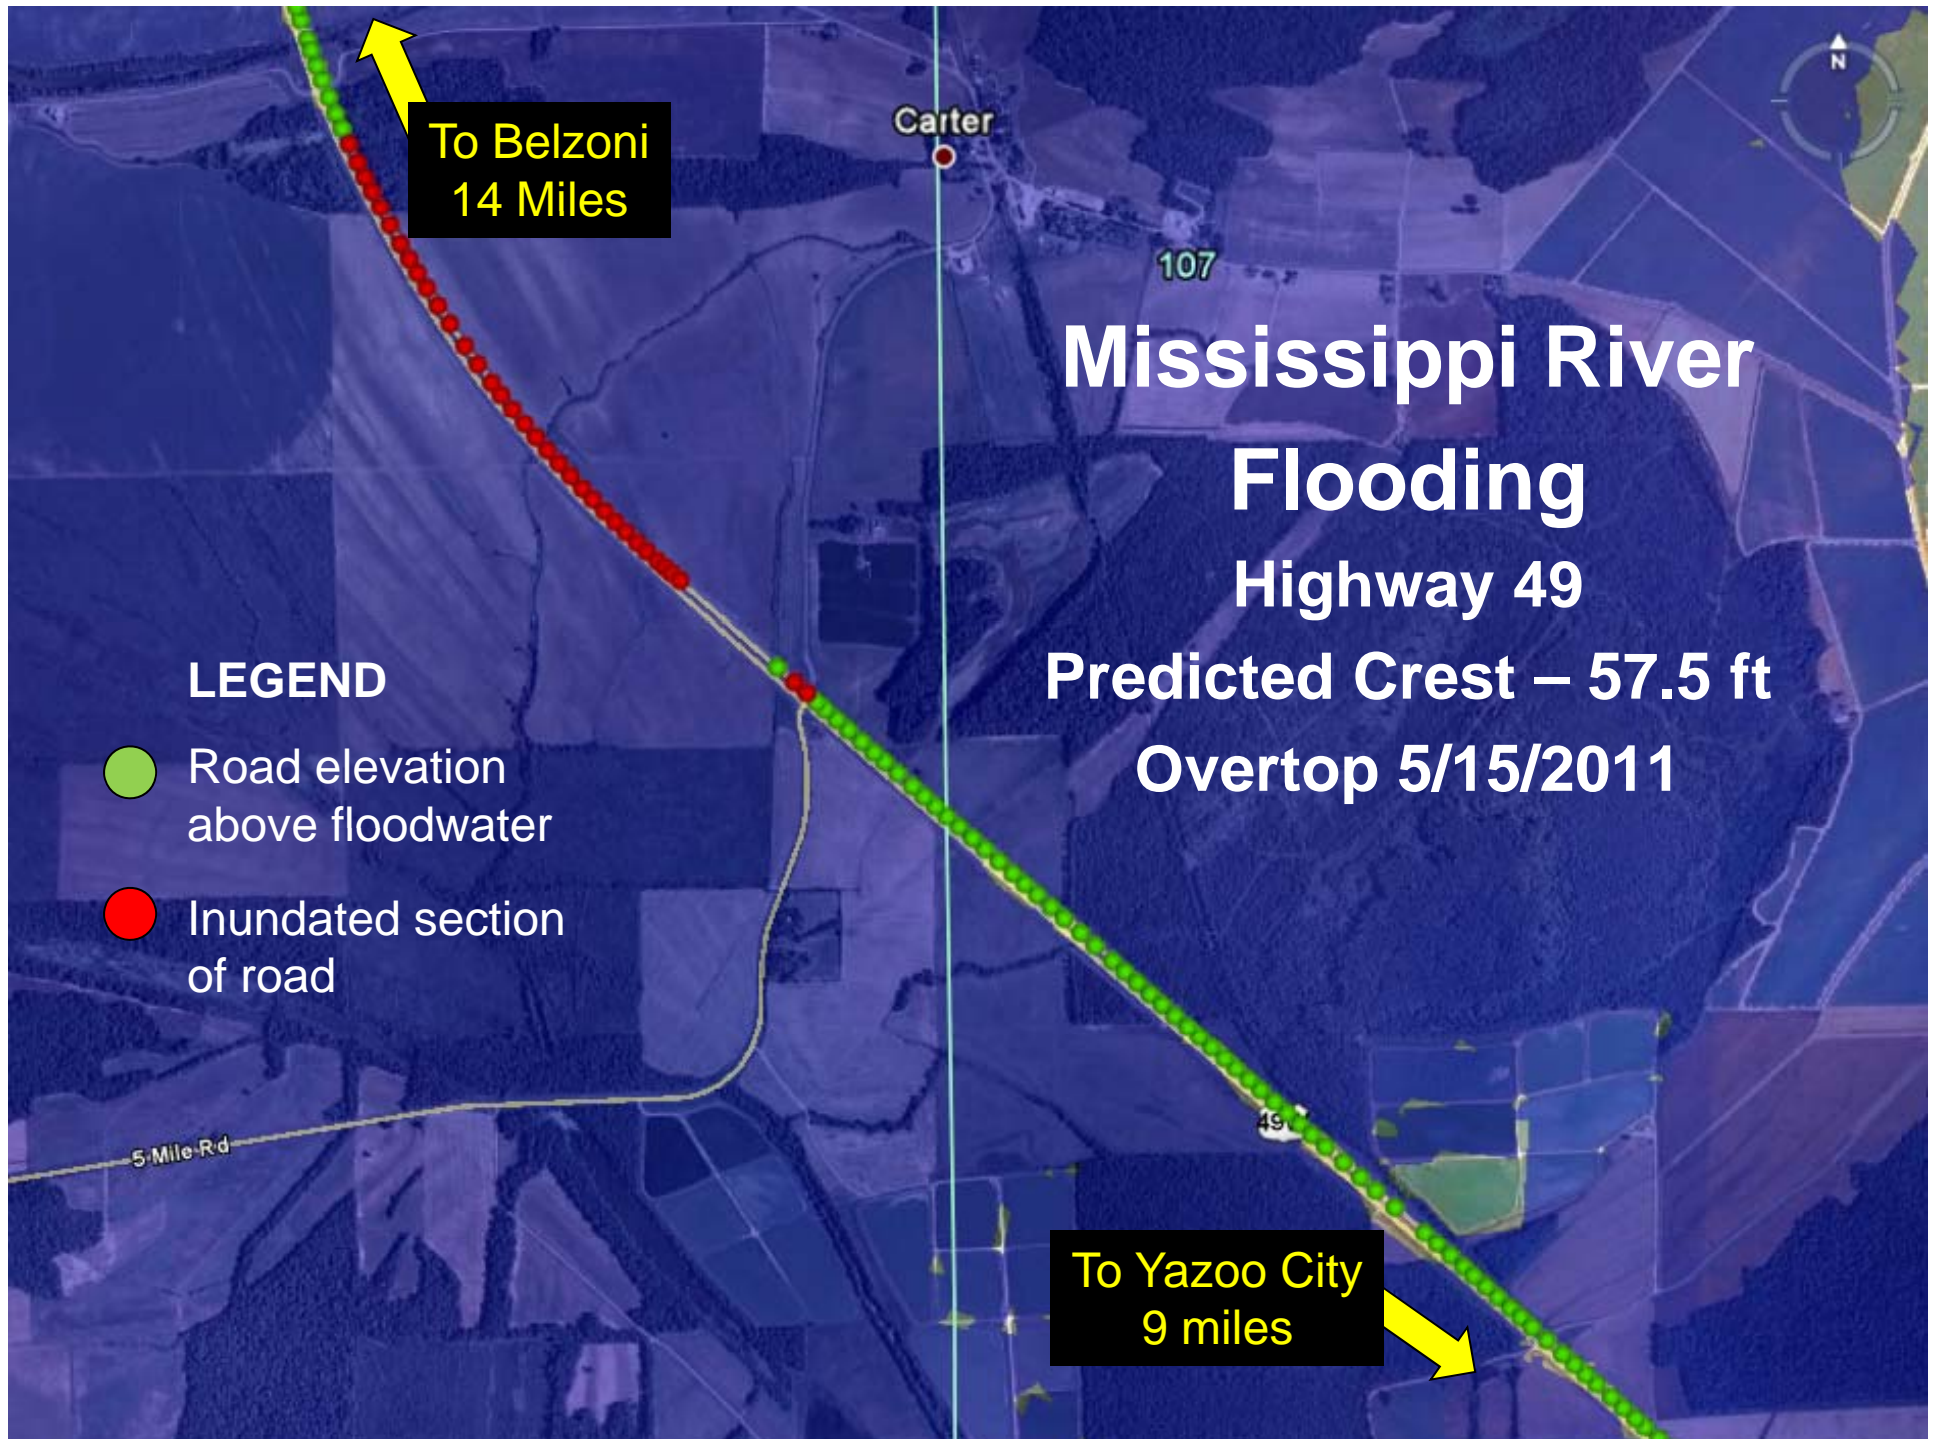 N
To Belzoni
14 Miles
Carter
107
Mississippi River
Flooding
Highway 49
Predicted Crest – 57.5 ft
Overtop 5/15/2011
LEGEND
Road elevation
above floodwater
Inundated section
of road
5 Mile Rd
49
To Yazoo City
9 miles